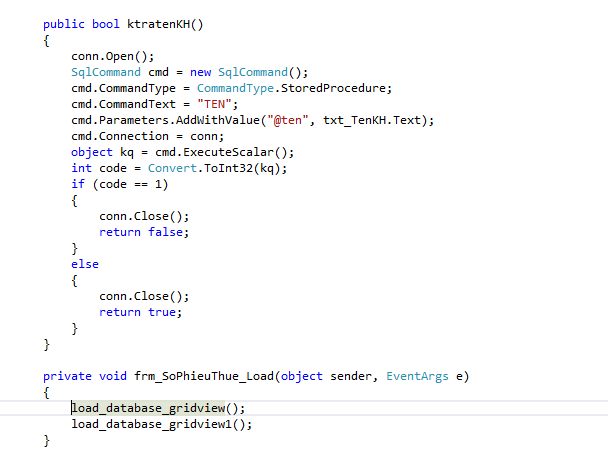 public bool ktratenKH()
{
conn.Open();
SqlCommand cmd = new SqlCommand();
cmd.CommandType = CommandType.StoredProcedure;
cmd.CommandText = "TEN";
cmd.Parameters.AddWithValue("@ten", txt_TenKH.Text);
cmd.Connection = conn;
object kq = cmd.ExecuteScalar();
int code = Convert.ToInt32(kq);
if (code == 1)
{
conn.Close();
return false;
}
else
{
conn.Close();
return true;
}
}
private void frm_SoPhieuThue_Load(object sender, EventArgs e)
{
load_database_gridview();
load_database_gridview1();
}